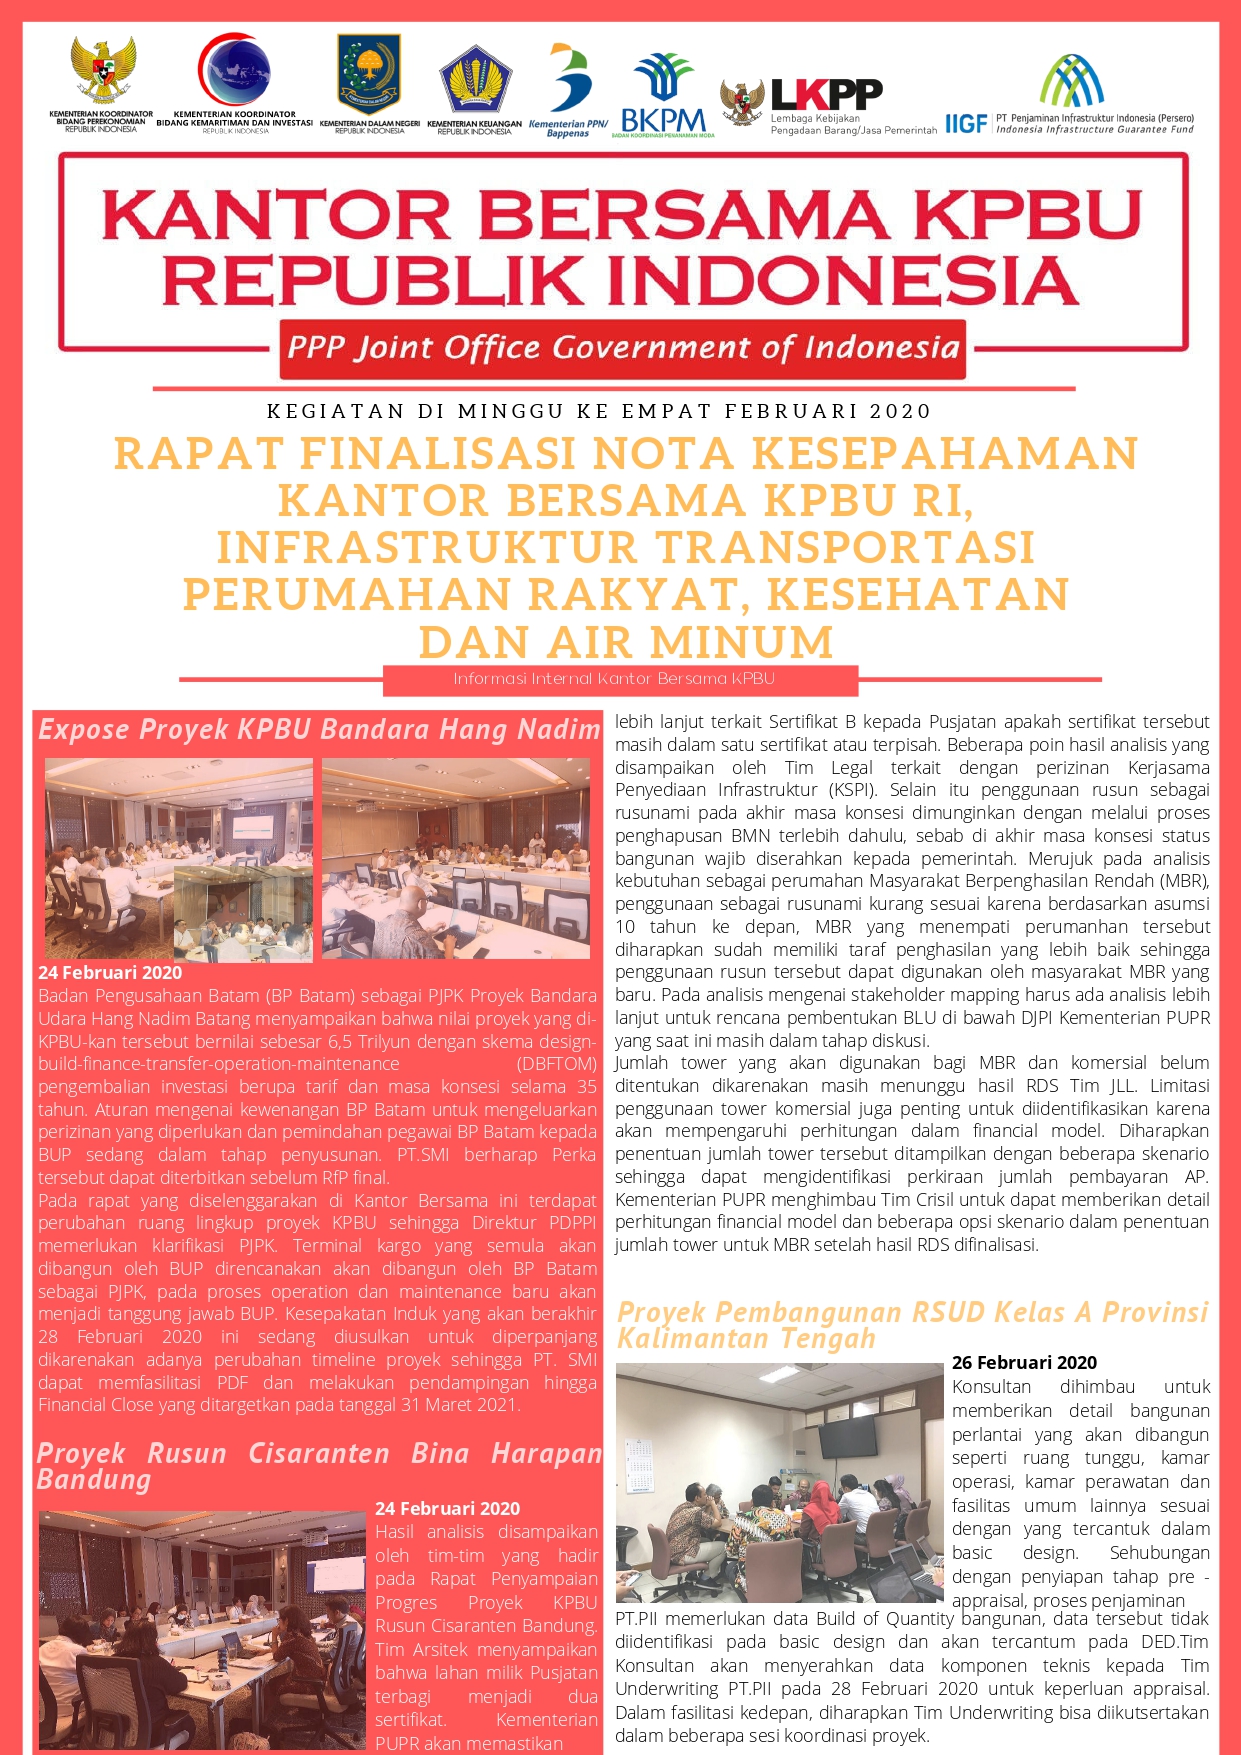 KEMENTERIAN KOORDINATOR
BIDANG PEREKONOMIAN
REPUBLIK INDONESIA
KEMENTERIAN KOORDINATOR
BIDANG KEMARITIMAN DAN INVESTASI
REPUBLIK INDONESIA
KEMENTERIAN DALAM NEGERI
REPUBLIK INDONESIA
KEMENTERIAN KEUANGAN
REPUBLIK INDONESIA
Kementerian PPN/
Bappenas
BKPM
BADAN KOORDINASI PENANAMAN MODA
LKPP
Lembaga Kebijakan
Pengadaan Barang/Jasa Pemerintah
IIGF
PT Penjaminan Infrastruktur Indonesia (Persero)
Indonesia Infrastructure Guarantee Fund
KANTOR BERSAMA KPBU
REPUBLIK INDONESIA
PPP Joint Office Government of Indonesia
KEGIATAN DI MINGGU KE EMPAT FEBRUARI 2020
RAPAT FINALISASI NOTA KESEPAHAMAN
KANTOR BERSAMA KPBU RI,
INFRASTRUKTUR TRANSPORTASI
PERUMAHAN RAKYAT, KESEHATAN
DAN AIR MINUM
Informasi Internal Kantor Bersama KPBU
Expose Proyek KPBU Bandara Hang Nadim
24 Februari 2020
Badan Pengusahaan Batam (BP Batam) sebagai PJPK Proyek Bandara
Udara Hang Nadim Batang menyampaikan bahwa nilai proyek yang di-
KPBU-kan tersebut bernilai sebesar 6,5 Trilyun dengan skema design-
build-finance-transfer-operation-maintenance (DBFTOM)
pengembalian investasi berupa tarif dan masa konsesi selama 35
tahun. Aturan mengenai kewenangan BP Batam untuk mengeluarkan
perizinan yang diperlukan dan pemindahan pegawai BP Batam kepada
BUP sedang dalam tahap penyusunan. PT.SMI berharap Perka
tersebut dapat diterbitkan sebelum RfP final.
Pada rapat yang diselenggarakan di Kantor Bersama ini terdapat
perubahan ruang lingkup proyek KPBU sehingga Direktur PDPPI
memerlukan klarifikasi PJPK. Terminal kargo yang semula akan
dibangun oleh BUP direncanakan akan dibangun oleh BP Batam
sebagai PJPK, pada proses operation dan maintenance baru akan
menjadi tanggung jawab BUP. Kesepakatan Induk yang akan berakhir
28 Februari 2020 ini sedang diusulkan untuk diperpanjang
dikarenakan adanya perubahan timeline proyek sehingga PT. SMI
dapat memfasilitasi PDF dan melakukan pendampingan hingga
Financial Close yang ditargetkan pada tanggal 31 Maret 2021.
Proyek Rusun Cisaranten Bina Harapan
Bandung
24 Februari 2020
Hasil analisis disampaikan
oleh tim-tim yang hadir
pada Rapat Penyampaian
Progres Proyek KPBU
Rusun Cisaranten Bandung.
Tim Arsitek menyampaikan
bahwa lahan milik Pusjatan
terbagi menjadi dua
sertifikat. Kementerian
PUPR akan memastikan
lebih lanjut terkait Sertifikat B kepada Pusjatan apakah sertifikat tersebut
masih dalam satu sertifikat atau terpisah. Beberapa poin hasil analisis yang
disampaikan oleh Tim Legal terkait dengan perizinan Kerjasama
Penyediaan Infrastruktur (KSPI). Selain itu penggunaan rusun sebagai
rusunami pada akhir masa konsesi dimunginkan dengan melalui proses
penghapusan BMN terlebih dahulu, sebab di akhir masa konsesi status
bangunan wajib diserahkan kepada pemerintah. Merujuk pada analisis
kebutuhan sebagai perumahan Masyarakat Berpenghasilan Rendah (MBR),
penggunaan sebagai rusunami kurang sesuai karena berdasarkan asumsi
10 tahun ke depan, MBR yang menempati perumanhan tersebut
diharapkan sudah memiliki taraf penghasilan yang lebih baik sehingga
penggunaan rusun tersebut dapat digunakan oleh masyarakat MBR yang
baru. Pada analisis mengenai stakeholder mapping harus ada analisis lebih
lanjut untuk rencana pembentukan BLU di bawah DJPI Kementerian PUPR
yang saat ini masih dalam tahap diskusi.
Jumlah tower yang akan digunakan bagi MBR dan komersial belum
ditentukan dikarenakan masih menunggu hasil RDS Tim JLL. Limitasi
penggunaan tower komersial juga penting untuk diidentifikasikan karena
akan mempengaruhi perhitungan dalam financial model. Diharapkan
penentuan jumlah tower tersebut ditampilkan dengan beberapa skenario
sehingga dapat mengidentifikasi perkiraan jumlah pembayaran AP.
Kementerian PUPR menghimbau Tim Crisil untuk dapat memberikan detail
perhitungan financial model dan beberapa opsi skenario dalam penentuan
jumlah tower untuk MBR setelah hasil RDS difinalisasi.
Proyek Pembangunan RSUD Kelas A Provinsi
Kalimantan Tengah
26 Februari 2020
Konsultan dihimbau untuk
memberikan detail bangunan
perlantai yang akan dibangun
seperti ruang tunggu, kamar
operasi, kamar perawatan dan
fasilitas umum lainnya sesuai
dengan yang tercantuk dalam
basic design. Sehubungan
dengan penyiapan tahap pre -
appraisal, proses penjaminan
PT.PII memerlukan data Build of Quantity bangunan, data tersebut tidak
diidentifikasi pada basic design dan akan tercantum pada DED.Tim
Konsultan akan menyerahkan data komponen teknis kepada Tim
Underwriting PT.PII pada 28 Februari 2020 untuk keperluan appraisal.
Dalam fasilitasi kedepan, diharapkan Tim Underwriting bisa diikutsertakan
dalam beberapa sesi koordinasi proyek.